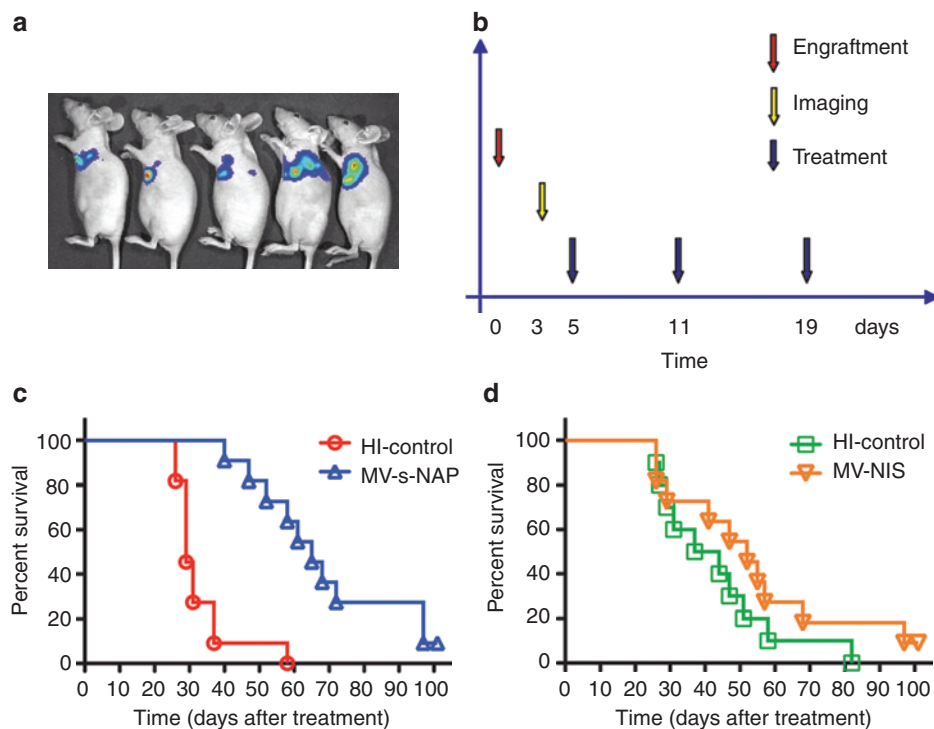 a
b
Engraftment
Imaging
Treatment
0 3 5 11 19 days
Time
c
100
80
60
40
20
0
Percent survival
HI-control
MV-s-NAP
0 10 20 30 40 50 60 70 80 90 100
Time (days after treatment)
d
100
80
60
40
20
0
Percent survival
HI-control
MV-NIS
0 10 20 30 40 50 60 70 80 90 100
Time (days after treatment)